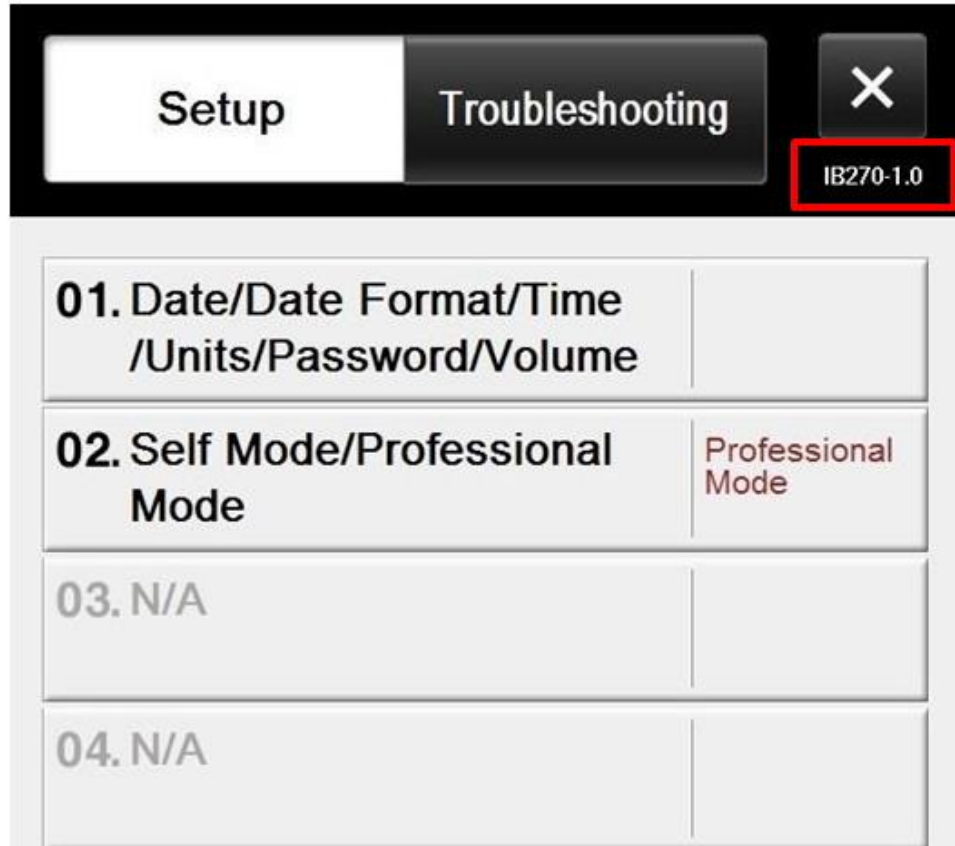 Setup
Troubleshooting
×
IB270-1.0
01. Date/Date Format/Time
/Units/Password/Volume
02. Self Mode/Professional
Mode
Professional
Mode
03. N/A
04. N/A